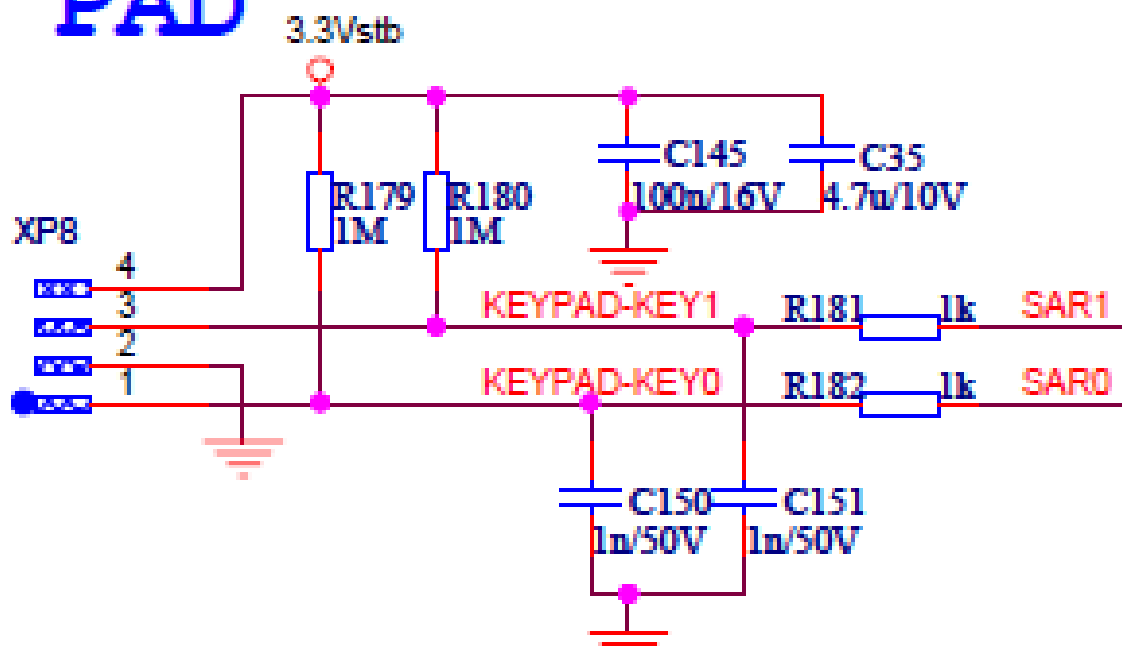 PAD
3.3Vstb
C145
100n/16V
C35
4.7u/10V
R179
1M
R180
1M
XP8
4
3
2
1
KEYPAD-KEY1
R181
1k
SAR1
KEYPAD-KEY0
R182
1k
SAR0
C150
1n/50V
C151
1n/50V